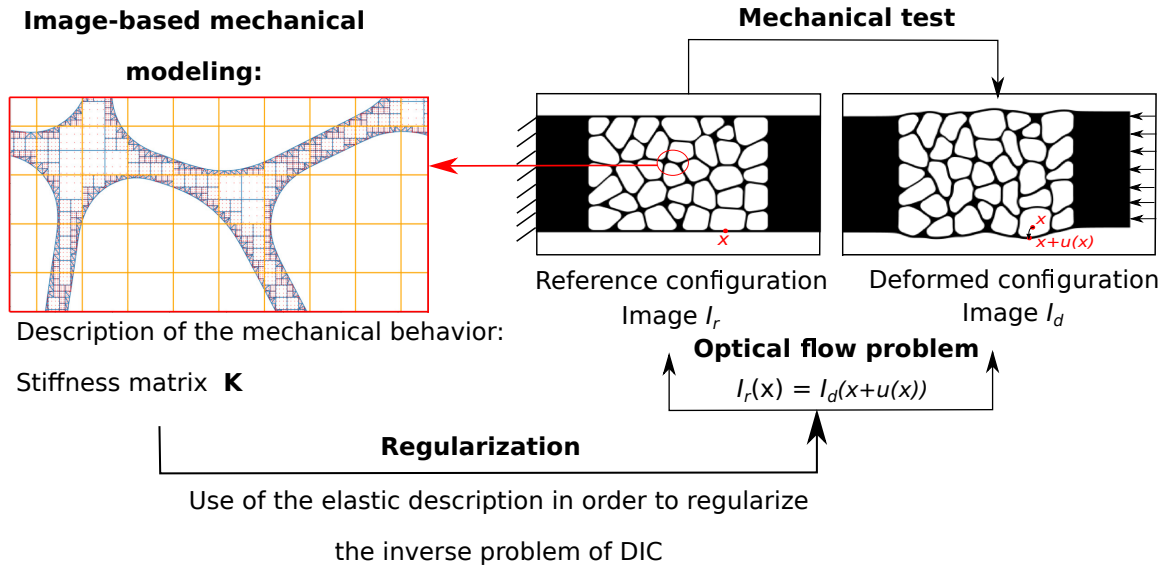 Image-based mechanical
modeling:
Description of the mechanical behavior:
Stiffness matrix K
Mechanical test
x
x
x+u(x)
Reference configuration
Image I_r
Deformed configuration
Image I_d
Optical flow problem
I_r(x) = I_d(x+u(x))
Regularization
Use of the elastic description in order to regularize
the inverse problem of DIC